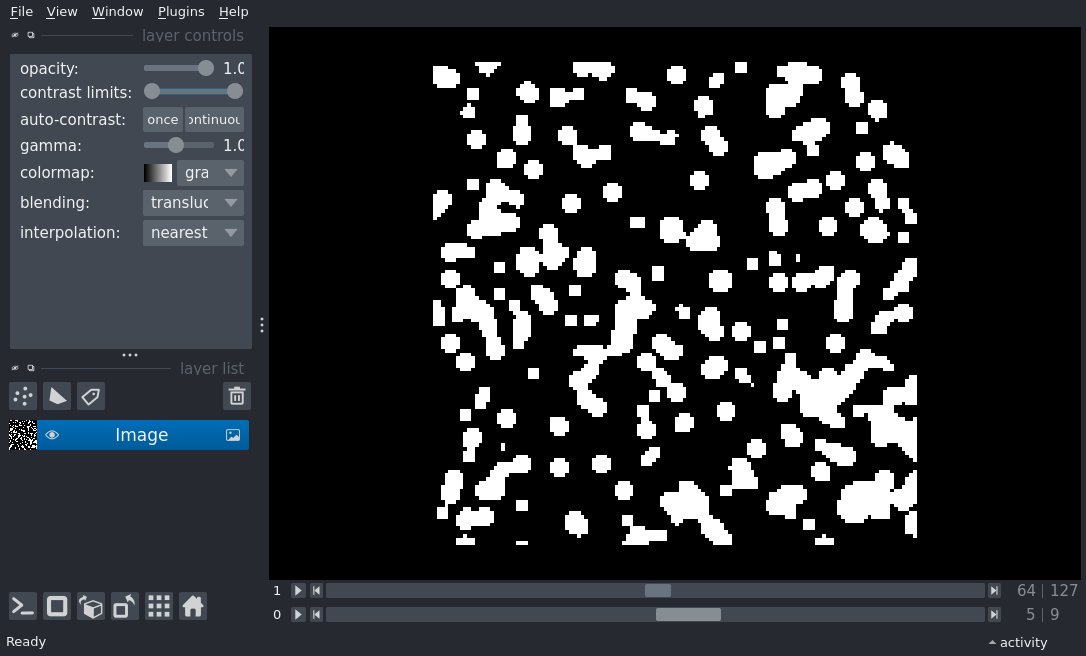 File View Window Plugins Help
layer controls
opacity: 1.0
contrast limits:
auto-contrast: once ontinuou
gamma: 1.0
colormap: gra
blending: transluc
interpolation: nearest
layer list
Image
1 64 | 127
0 5 | 9
Ready activity